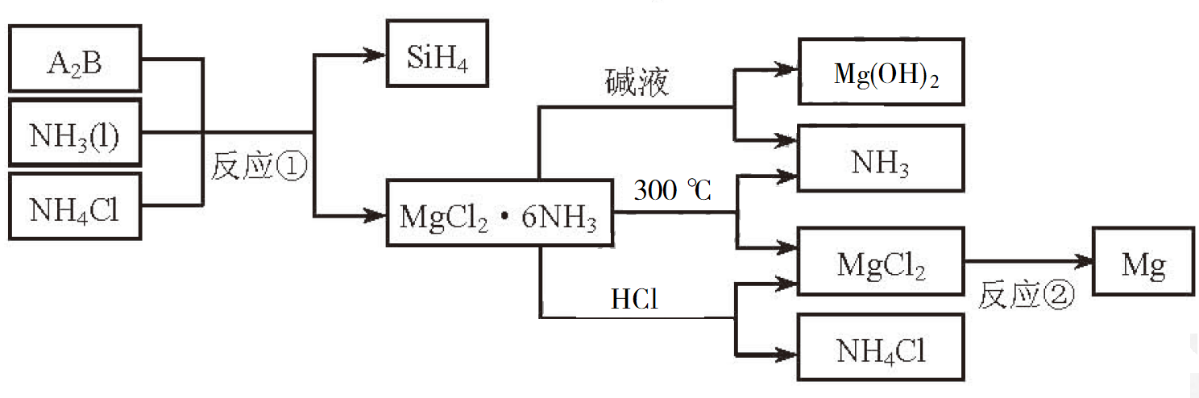 A₂B
NH₃(l)
NH₄Cl
反应①
SiH₄
MgCl₂・6NH₃
碱液
300 ℃
HCl
Mg(OH)₂
NH₃
MgCl₂
NH₄Cl
反应②
Mg